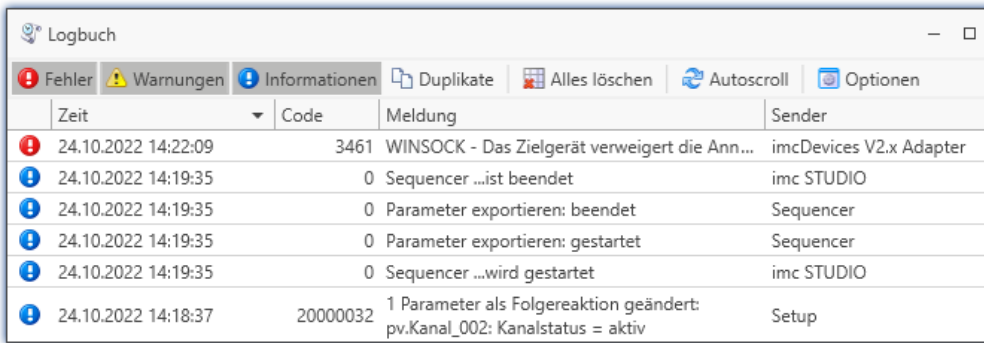 Logbuch
Fehler Warnungen Informationen Duplikate Alles löschen Autoscroll Optionen
Zeit Code Meldung Sender
24.10.2022 14:22:09 3461 WINSOCK - Das Zielgerät verweigert die Ann... imcDevices V2.x Adapter
24.10.2022 14:19:35 0 Sequencer ...ist beendet imc STUDIO
24.10.2022 14:19:35 0 Parameter exportieren: beendet Sequencer
24.10.2022 14:19:35 0 Parameter exportieren: gestartet Sequencer
24.10.2022 14:19:35 0 Sequencer ...wird gestartet imc STUDIO
24.10.2022 14:18:37 20000032 1 Parameter als Folgereaktion geändert: Setup
pv.Kanal_002: Kanalstatus = aktiv